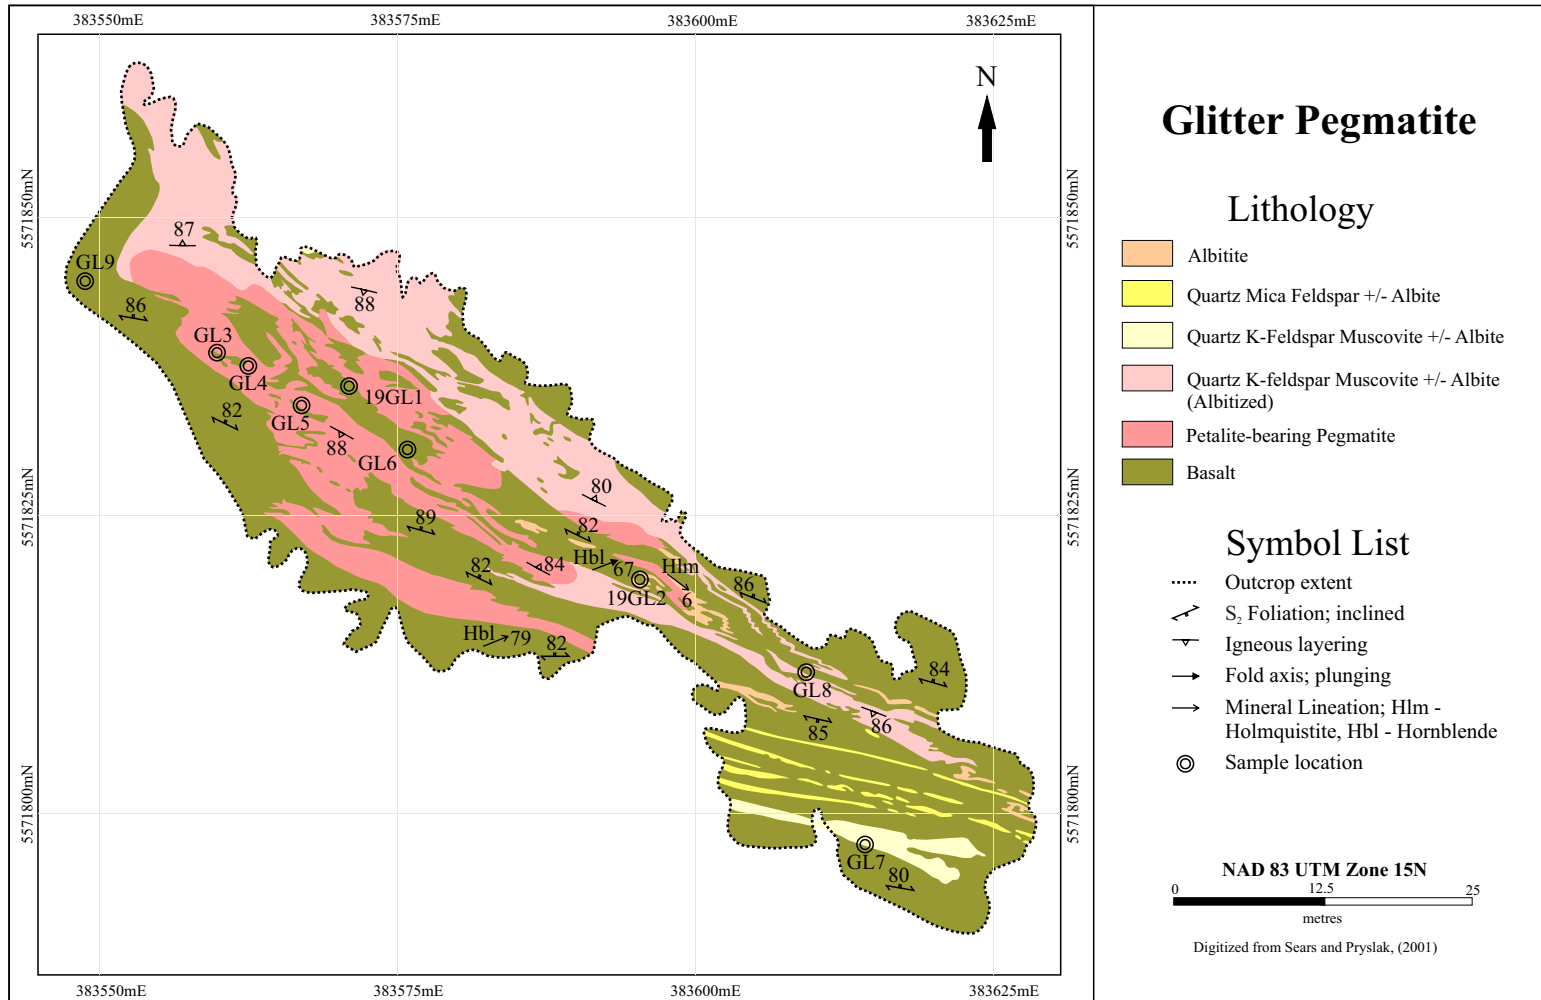 383550mE
383575mE
383600mE
383625mE
N
5571850mN
5571850mN
87
GL9
88
86
GL3
GL4
19GL1
82
GL5
88
GL6
80
5571825mN
5571825mN
89
82
Hbl
67
Hlm
84
82
86
19GL2
6
Hbl
79
82
GL8
84
86
85
5571800mN
5571800mN
GL7
80
383550mE
383575mE
383600mE
383625mE
Glitter Pegmatite
Lithology
Albitite
Quartz Mica Feldspar +/- Albite
Quartz K-Feldspar Muscovite +/- Albite
Quartz K-feldspar Muscovite +/- Albite
(Albitized)
Petalite-bearing Pegmatite
Basalt
Symbol List
Outcrop extent
S₂ Foliation; inclined
Igneous layering
Fold axis; plunging
Mineral Lineation; Hlm -
Holmquistite, Hbl - Hornblende
Sample location
NAD 83 UTM Zone 15N
0 12.5 25
metres
Digitized from Sears and Pryslak, (2001)